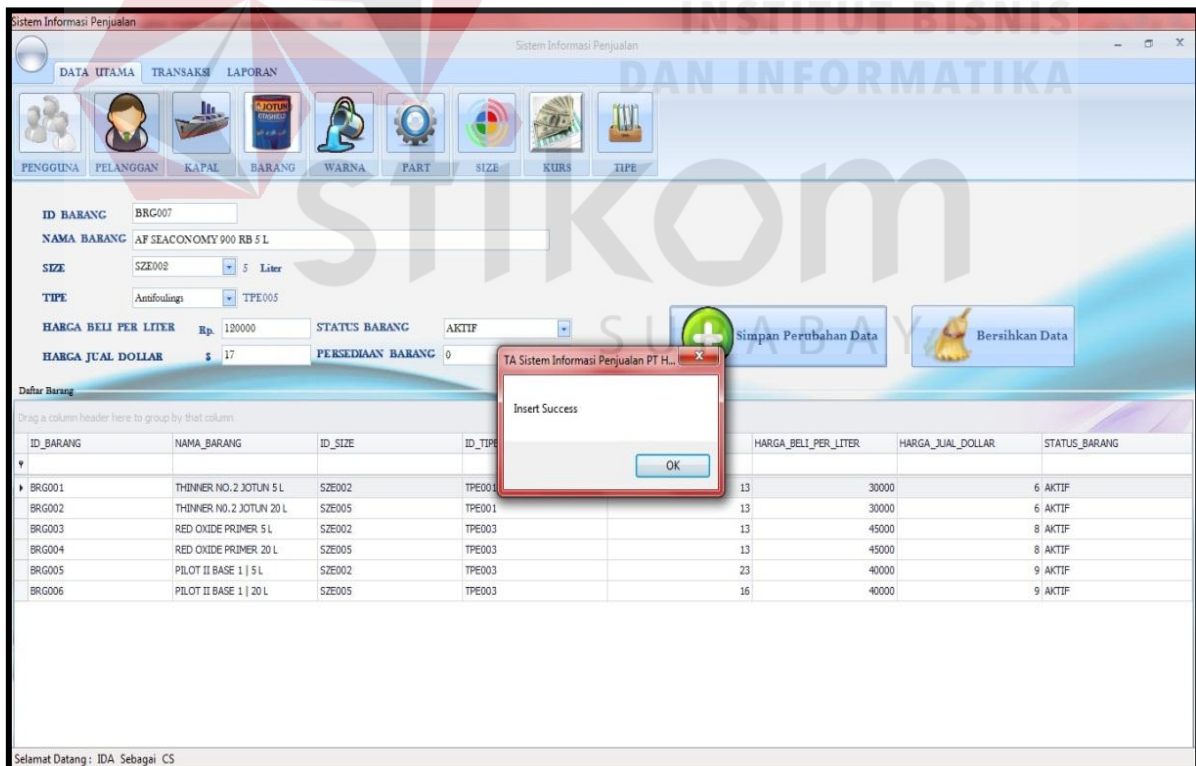 INSTITUT BISNIS
DAN INFORMATIKA
stikom
SURABAYA
Sistem Informasi Penjualan
Sistem Informasi Penjualan
DATA UTAMA TRANSAKSI LAPORAN
JOTUN
PENGGUNA PELANGGAN KAPAL BARANG WARNA PART SIZE KURS TIPE
ID BARANG BRG007
NAMA BARANG AF SEACONOMY 900 RB 5 L
SIZE SZE002 5 Liter
TIPE Antifoulings TPE005
HARGA BELI PER LITER Rp. 120000 STATUS BARANG AKTIF
HARGA JUAL DOLLAR $ 17 PERSEDIAAN BARANG 0
Simpan Perubahan Data
Bersihkan Data
TA Sistem Informasi Penjualan PT H...
Insert Success
OK
Daftar Barang
Drag a column header here to group by that column
ID_BARANG NAMA_BARANG ID_SIZE ID_TIPE HARGA_BELI_PER_LITER HARGA_JUAL_DOLLAR STATUS_BARANG
BRG001 THINNER NO.2 JOTUN 5 L SZE002 TPE001 13 30000 6 AKTIF
BRG002 THINNER N0.2 JOTUN 20 L SZE005 TPE001 13 30000 6 AKTIF
BRG003 RED OXIDE PRIMER 5 L SZE002 TPE003 13 45000 8 AKTIF
BRG004 RED OXIDE PRIMER 20 L SZE005 TPE003 13 45000 8 AKTIF
BRG005 PILOT II BASE 1 | 5 L SZE002 TPE003 23 40000 9 AKTIF
BRG006 PILOT II BASE 1 | 20 L SZE005 TPE003 16 40000 9 AKTIF
Selamat Datang : IDA Sebagai CS